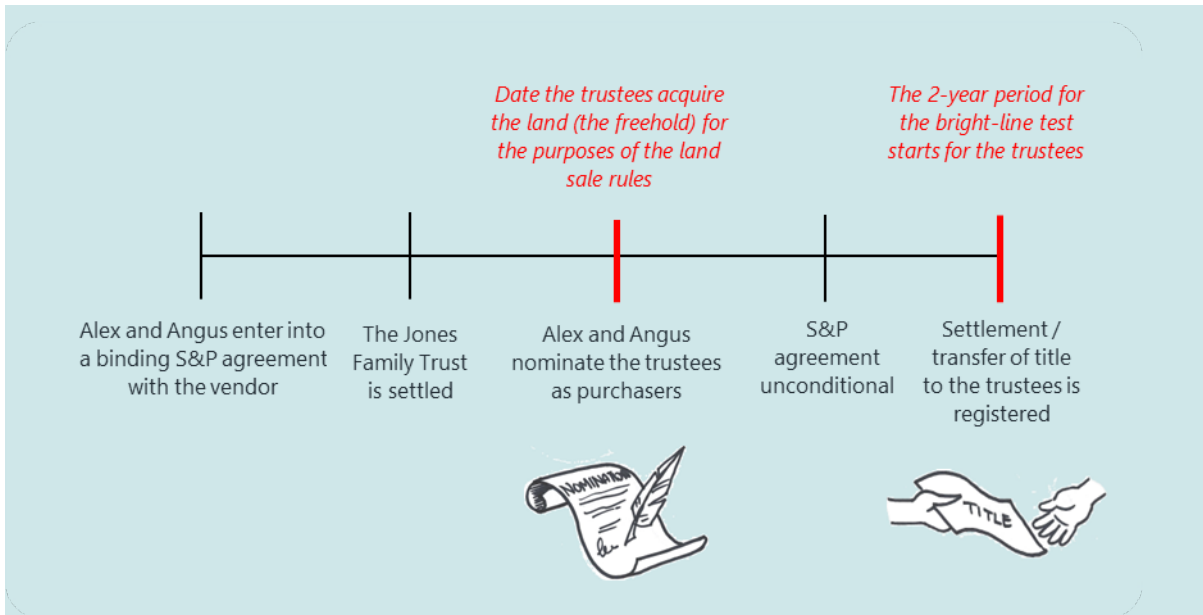 Date the trustees acquire
the land (the freehold) for
the purposes of the land
sale rules
The 2-year period for
the bright-line test
starts for the trustees
Alex and Angus enter into
a binding S&P agreement
with the vendor
The Jones
Family Trust
is settled
Alex and Angus
nominate the trustees
as purchasers
S&P
agreement
unconditional
Settlement /
transfer of title
to the trustees is
registered
NOMINATION
TITLE